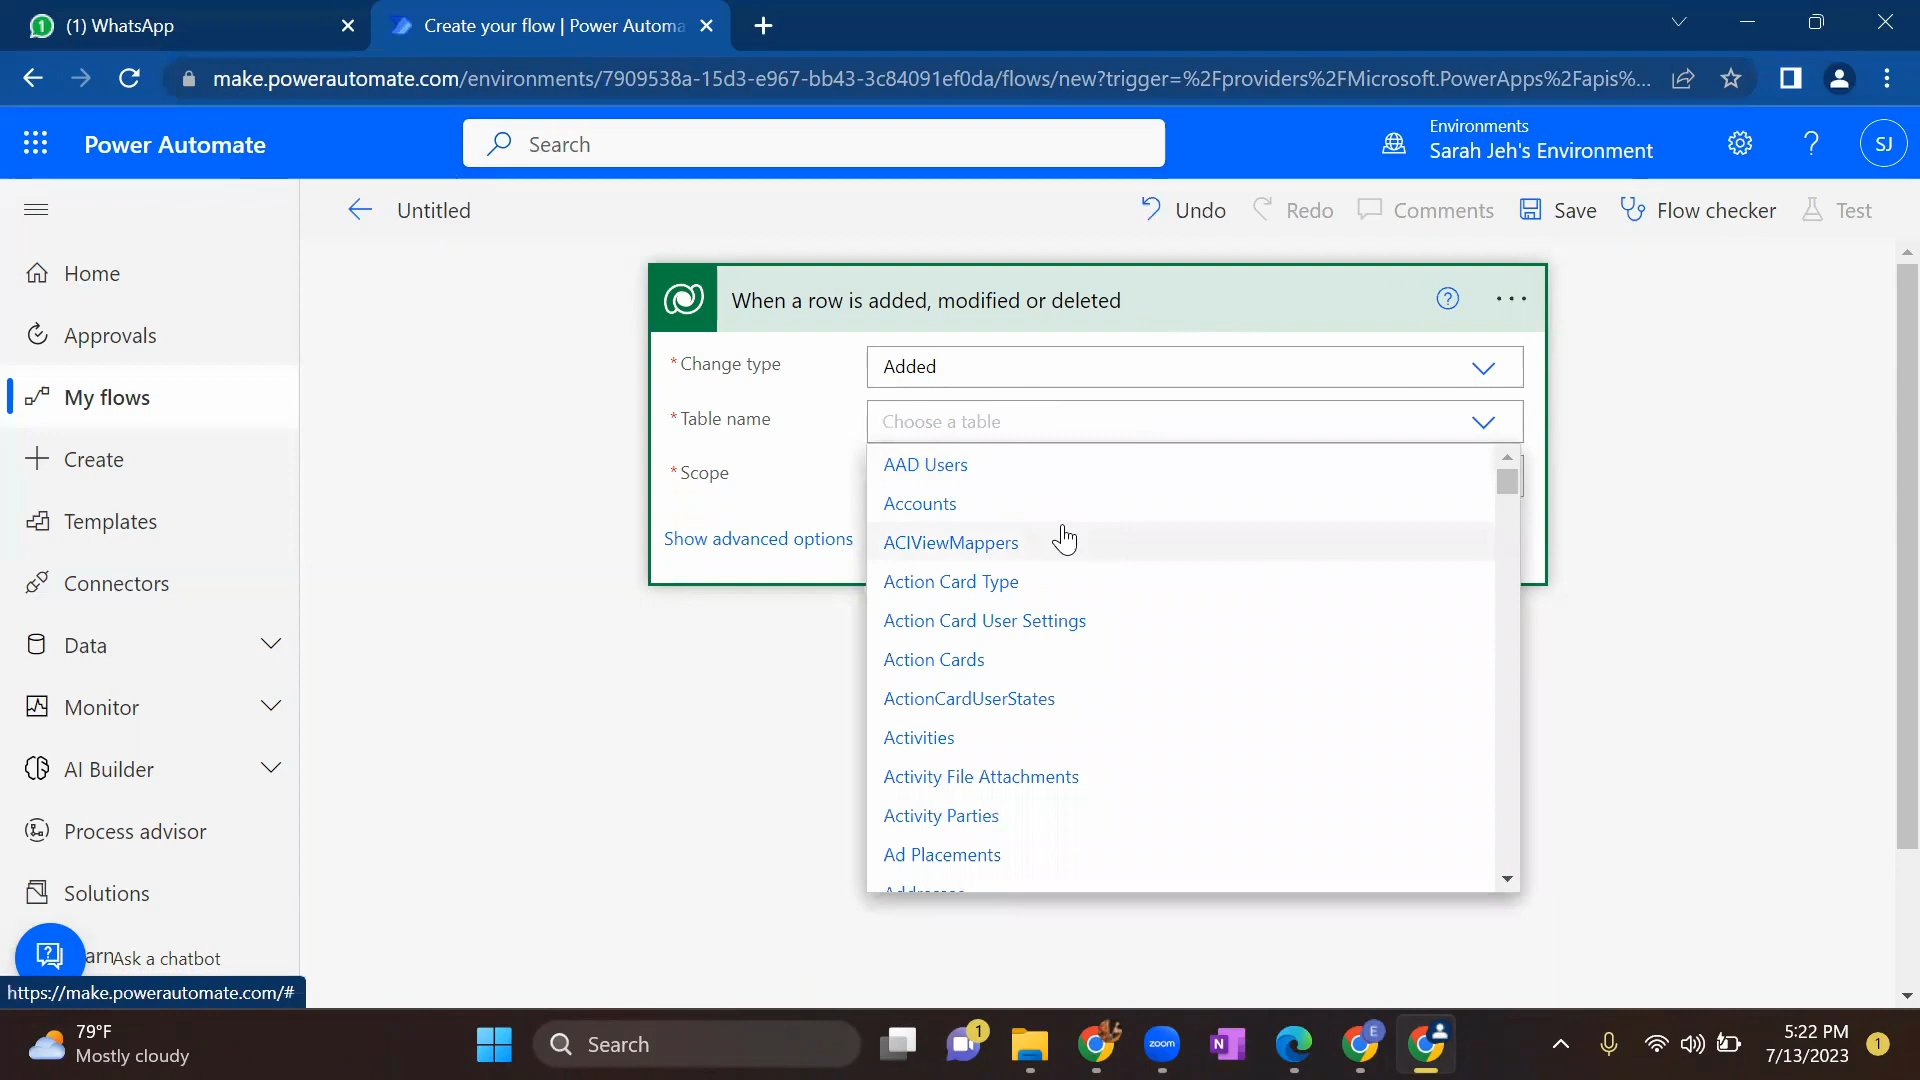 (1) WhatsApp
Create your flow | Power Automa
make.powerautomate.com/environments/7909538a-15d3-e967-bb43-3c84091ef0da/flows/new?trigger=%2Fproviders%2FMicrosoft.PowerApps%2Fapis%...
Power Automate
Search
Environments
Sarah Jeh's Environment
SJ
Untitled
Undo
Redo
Comments
Save
Flow checker
Test
Home
Approvals
My flows
Create
Templates
Connectors
Data
Monitor
AI Builder
Process advisor
Solutions
arn
Ask a chatbot
https://make.powerautomate.com/#
When a row is added, modified or deleted
* Change type
Added
* Table name
Choose a table
* Scope
Show advanced options
AAD Users
Accounts
ACIViewMappers
Action Card Type
Action Card User Settings
Action Cards
ActionCardUserStates
Activities
Activity File Attachments
Activity Parties
Ad Placements
Addresses
79°F
Mostly cloudy
Search
1
zoom
N
E
5:22 PM
7/13/2023
1